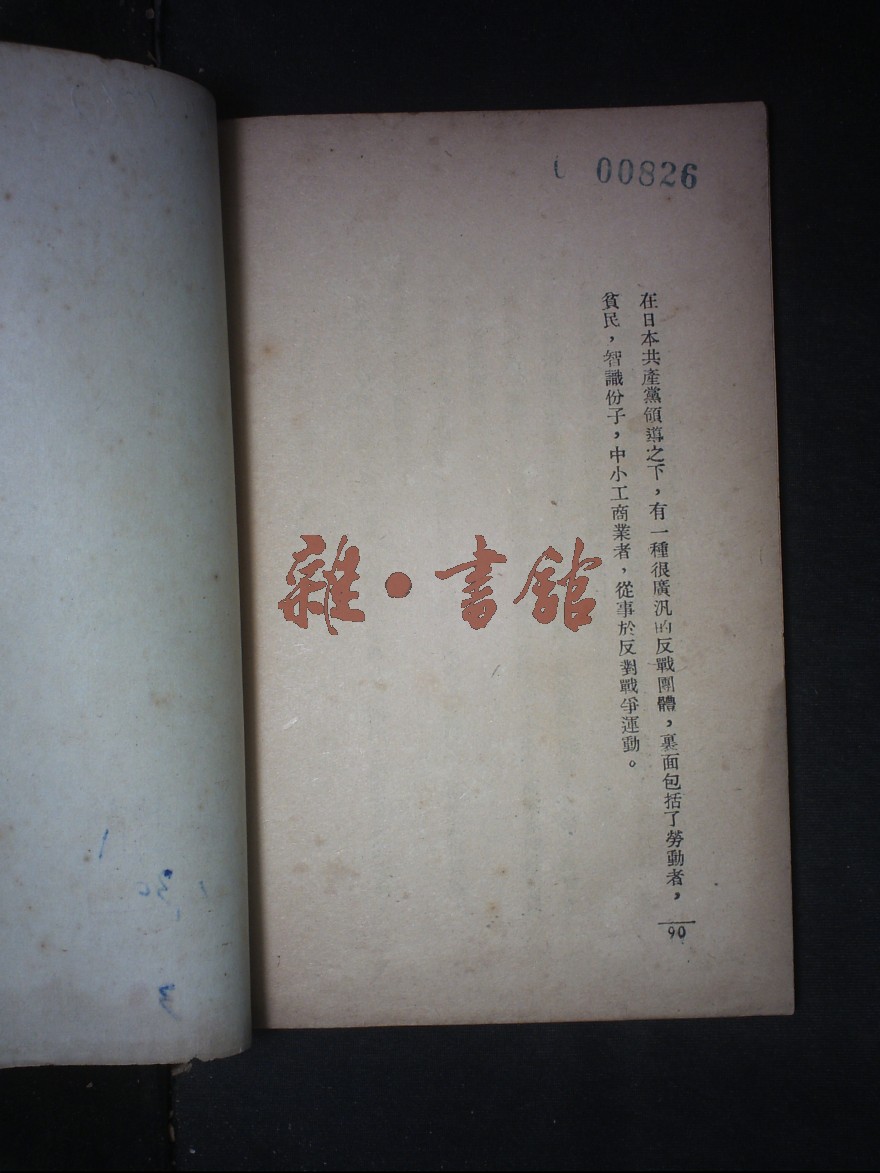 00826
在日本共產黨領導之下，有一種很廣汎的反戰團體，裏面包括了勞動者，
貧民，智識份子，中小工商業者，從事於反對戰爭運動。
90
雜·書館